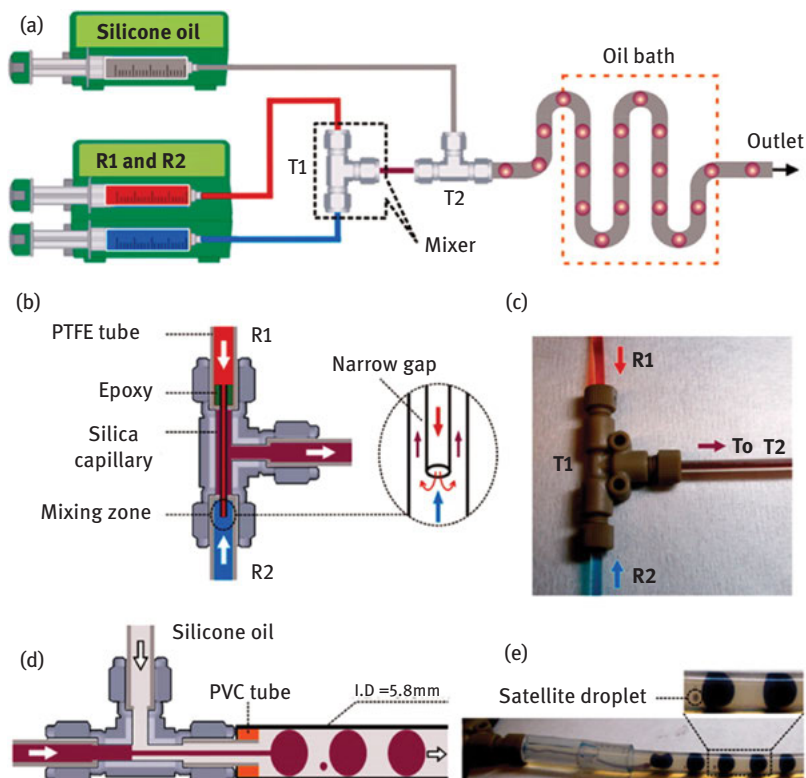 (a)
Silicone oil
Oil bath
R1 and R2
T1
T2
Outlet
Mixer
(b)
PTFE tube
R1
Epoxy
Silica
capillary
Mixing zone
R2
Narrow gap
(c)
R1
T1
To T2
R2
(d)
Silicone oil
PVC tube
I.D =5.8mm
(e)
Satellite droplet